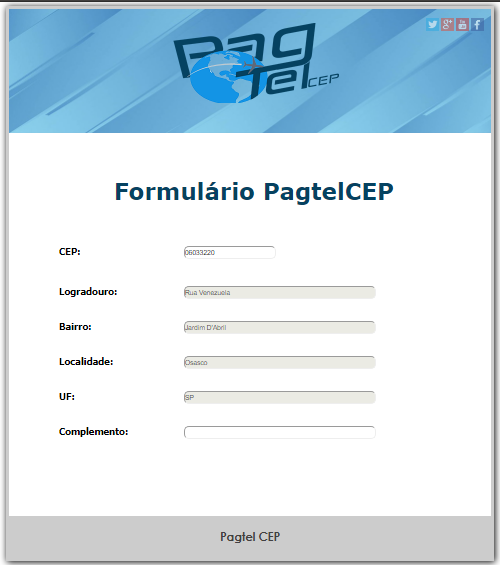 Pag
Tel CEP
Formulário PagtelCEP
CEP: 06033220
Logradouro: Rua Venezuela
Bairro: Jardim D'Abril
Localidade: Osasco
UF: SP
Complemento:
Pagtel CEP